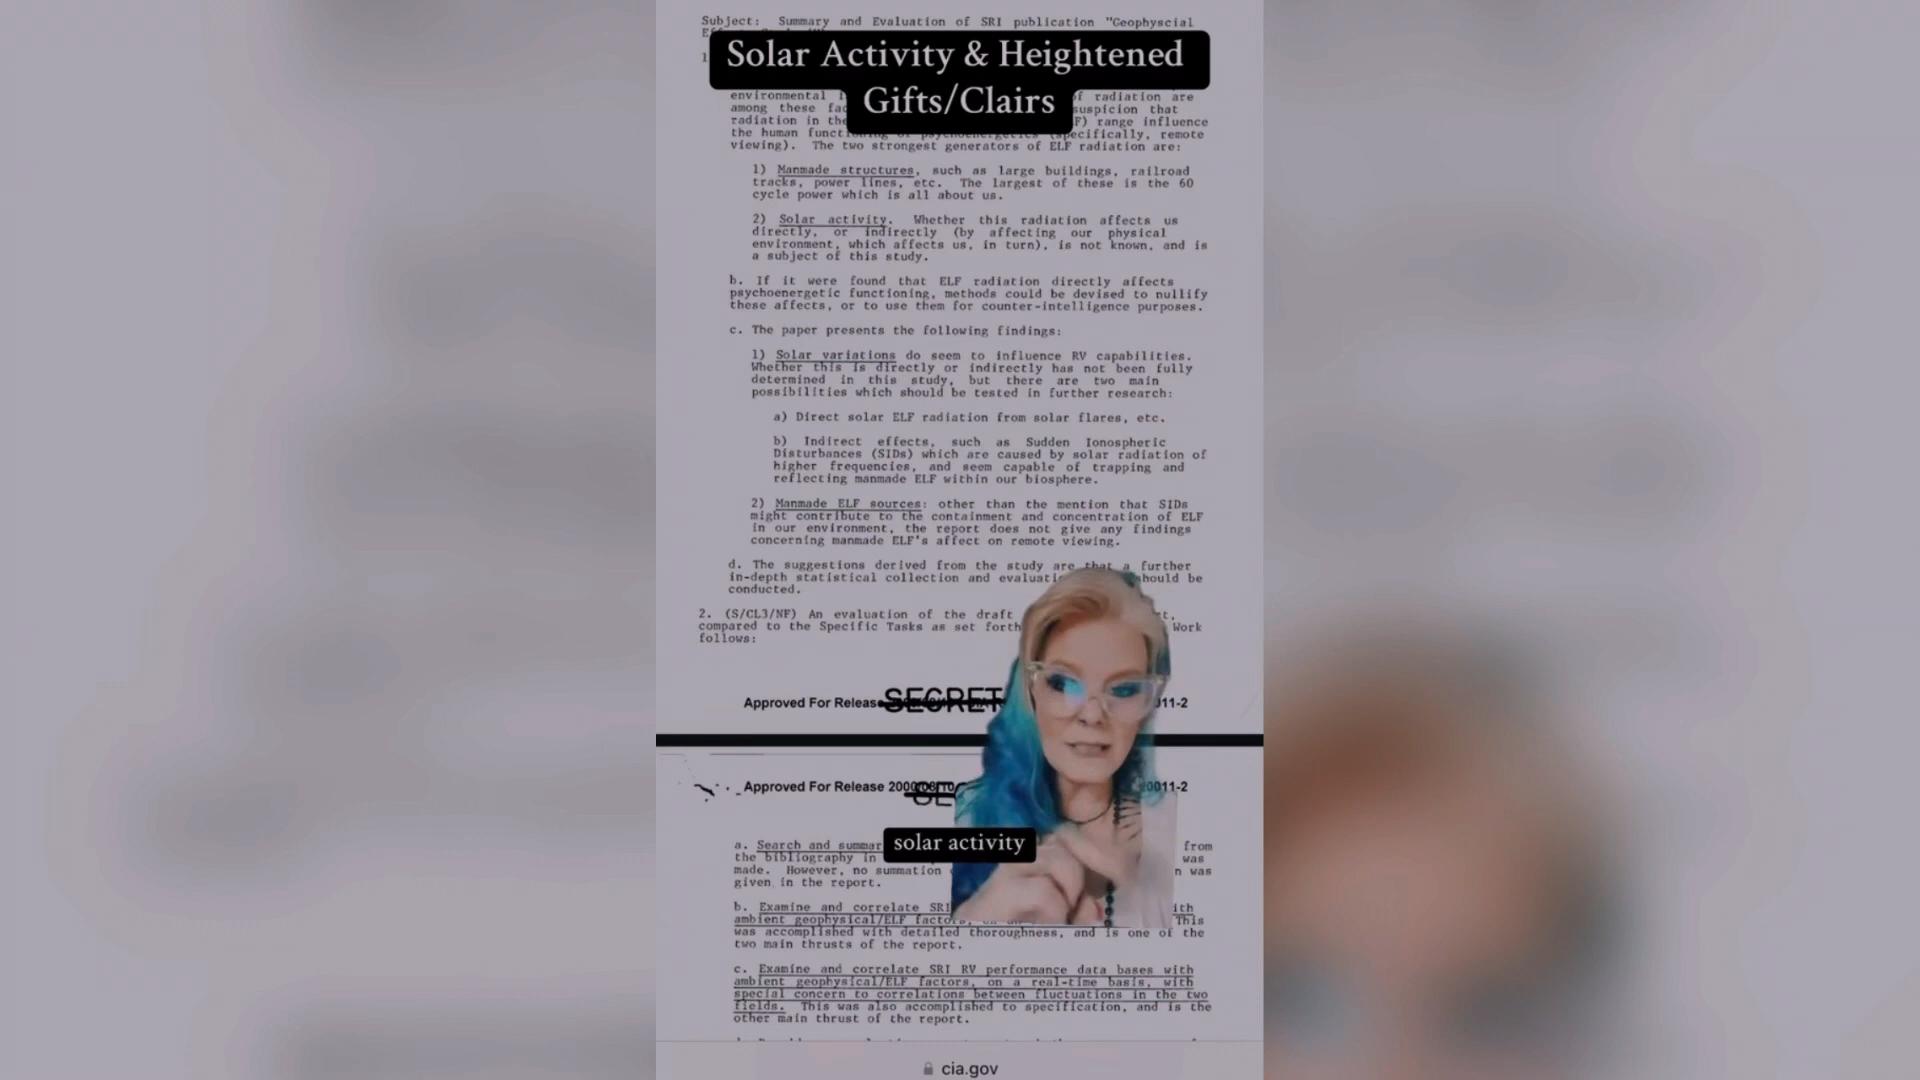 Subject: Summary and Evaluation of SRI publication "Geophyscial
Solar Activity & Heightened
Gifts/Clairs
environmental
of radiation are
among these
suspicion that
radiation in the
range influence
the human
(specifically, remote
viewing). The two strongest generators of ELF radiation are:
1) Manmade structures, such as large buildings, railroad
tracks, power lines, etc. The largest of these is the 60
cycle power which is all about us.
2) Solar activity. Whether this radiation affects us
directly, or indirectly (by affecting our physical
environment, which affects us, in turn), is not known, and is
a subject of this study.
b. If it were found that ELF radiation directly affects
psychoenergetic functioning, methods could be devised to nullify
these affects, or to use them for counter-intelligence purposes.
c. The paper presents the following findings:
1) Solar variations do seem to influence RV capabilities.
Whether this is directly or indirectly has not been fully
determined in this study, but there are two main
possibilities which should be tested in further research:
a) Direct solar ELF radiation from solar flares, etc.
b) Indirect effects, such as Sudden Ionospheric
Disturbances (SIDs) which are caused by solar radiation of
higher frequencies, and seem capable of trapping and
reflecting manmade ELF within our biosphere.
2) Manmade ELF sources: other than the mention that SIDs
might contribute to the containment and concentration of ELF
in our environment, the report does not give any findings
concerning manmade ELF's affect on remote viewing.
d. The suggestions derived from the study are that a further
in-depth statistical collection and should be
conducted.
2. (S/CL3/NF) An evaluation of the draft
compared to the Specific Tasks as set forth Work
follows:
Approved For Release SECRET 011-2
Approved For Release 2000/08/10 0011-2
a. Search and from
the bibliography in was
made. However, no summation was
given in the report.
solar activity
b. Examine and correlate SRI
ambient geophysical/ELF This
was accomplished with detailed thoroughness, and is one of the
two main thrusts of the report.
c. Examine and correlate SRI RV performance data bases with
ambient geophysical/ELF factors, on a real-time basis, with
special concern to correlations between fluctuations in the two
fields. This was also accomplished to specification, and is the
other main thrust of the report.
cia.gov